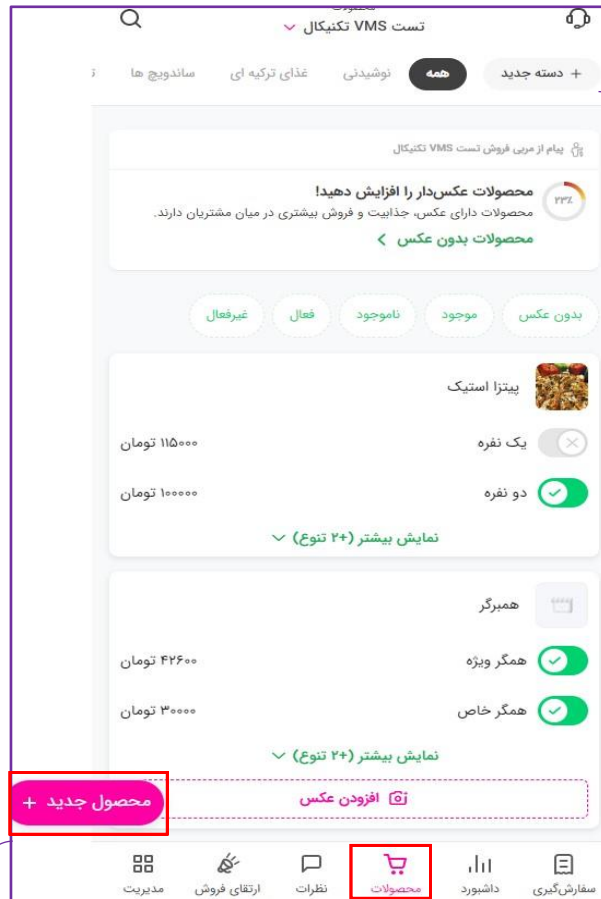 محصولات
تست VMS تکنیکال
+ دسته جدید
همه
نوشیدنی
غذای ترکیه ای
ساندویچ ها
پیام از مربی فروش تست VMS تکنیکال
۲۳٪
محصولات عکس‌دار را افزایش دهید!
محصولات دارای عکس، جذابیت و فروش بیشتری در میان مشتریان دارند.
محصولات بدون عکس
بدون عکس
موجود
ناموجود
فعال
غیرفعال
پیتزا استیک
یک نفره
۱۱۵۰۰۰ تومان
دو نفره
۱۰۰۰۰۰ تومان
نمایش بیشتر (+۲ تنوع)
همبرگر
همگر ویژه
۴۲۶۰۰ تومان
همگر خاص
۳۰۰۰۰ تومان
نمایش بیشتر (+۲ تنوع)
افزودن عکس
محصول جدید +
سفارش‌گیری
داشبورد
محصولات
نظرات
ارتقای فروش
مدیریت